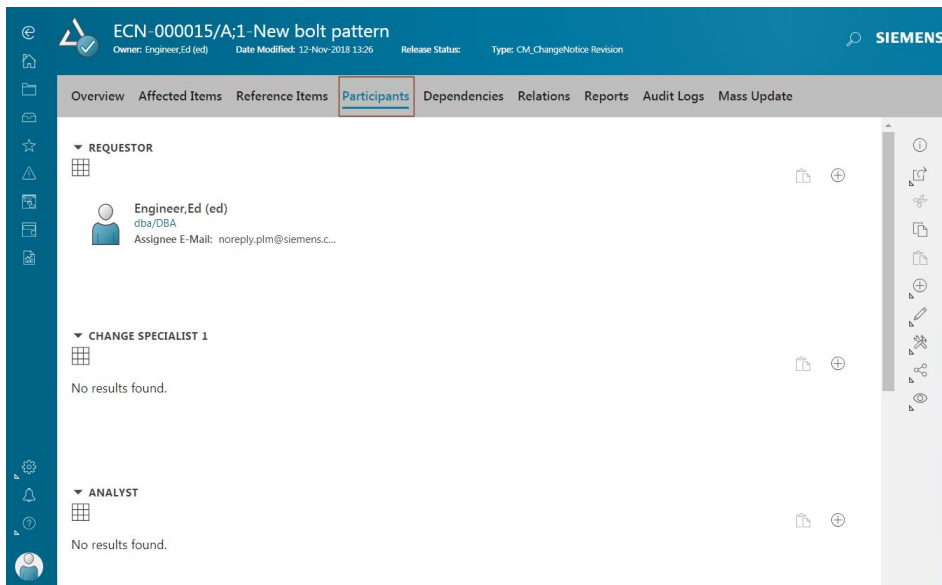 ECN-000015/A;1-New bolt pattern
Owner: Engineer,Ed (ed) Date Modified: 12-Nov-2018 13:26 Release Status: Type: CM_ChangeNotice Revision
SIEMENS
Overview Affected Items Reference Items Participants Dependencies Relations Reports Audit Logs Mass Update
REQUESTOR
Engineer,Ed (ed)
dba/DBA
Assignee E-Mail: noreply.plm@siemens.c...
CHANGE SPECIALIST 1
No results found.
ANALYST
No results found.